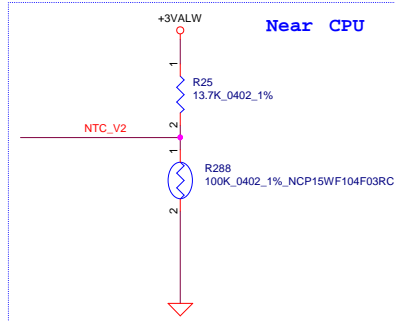 +3VALW
Near CPU
1
R25
13.7K_0402_1%
2
NTC_V2
1
R288
100K_0402_1%_NCP15WF104F03RC
2